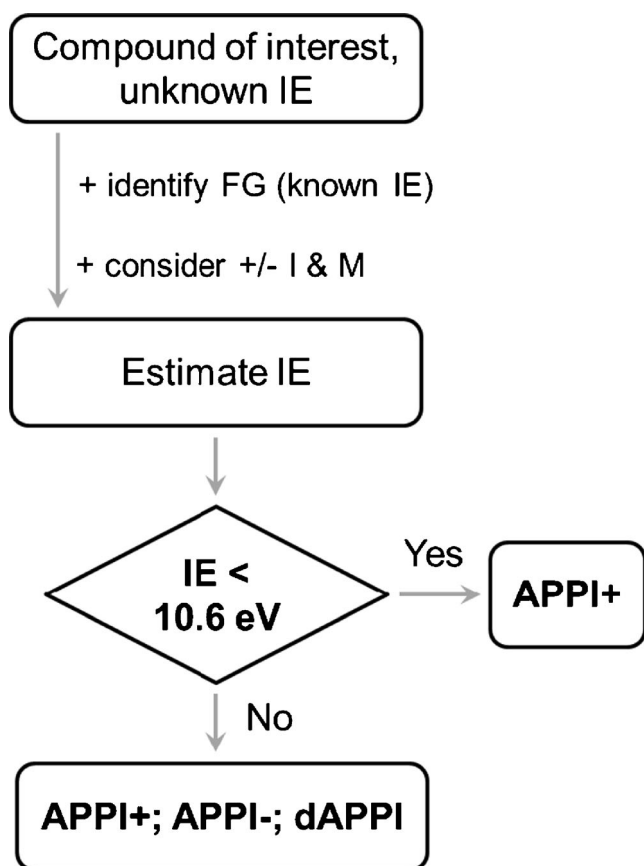 Compound of interest,
unknown IE
+ identify FG (known IE)
+ consider +/- I & M
Estimate IE
IE <
10.6 eV
Yes
APPI+
No
APPI+; APPI-; dAPPI